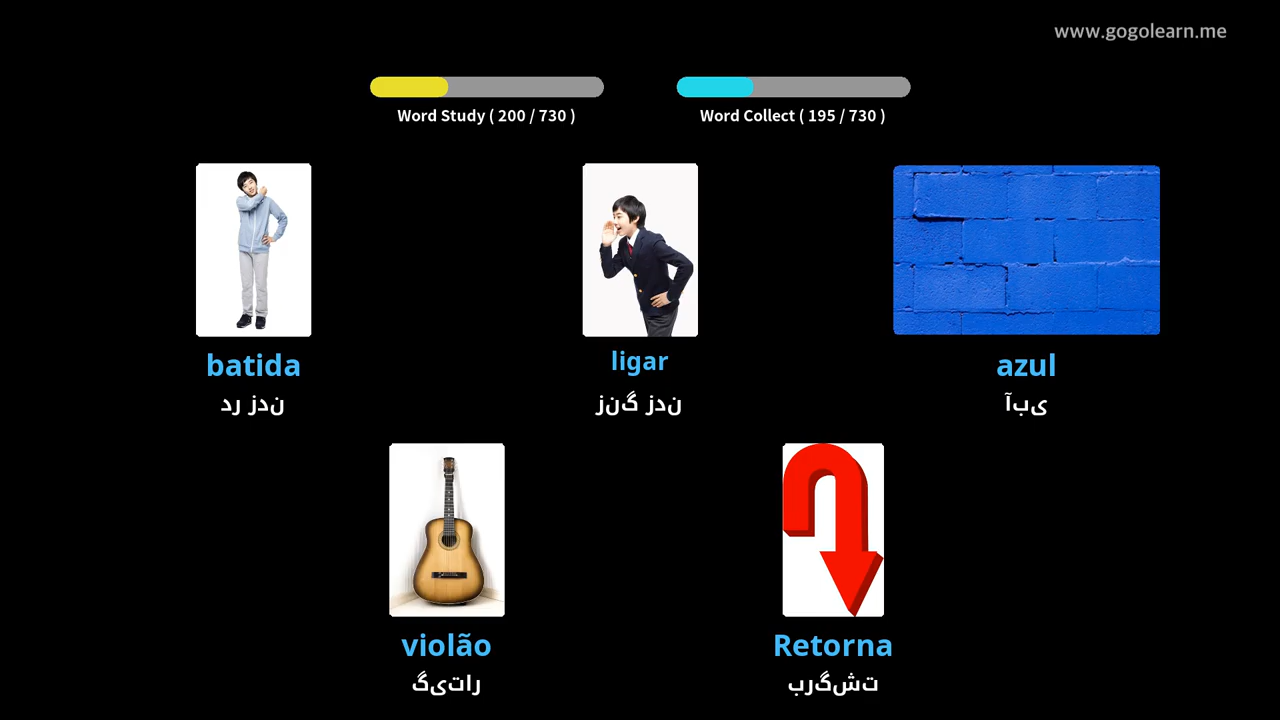 www.gogolearn.me
Word Study ( 200 / 730 )
Word Collect ( 195 / 730 )
batida
ندز رد
ligar
ندز گنز
azul
یبآ
violão
راتیگ
Retorna
تشگرب